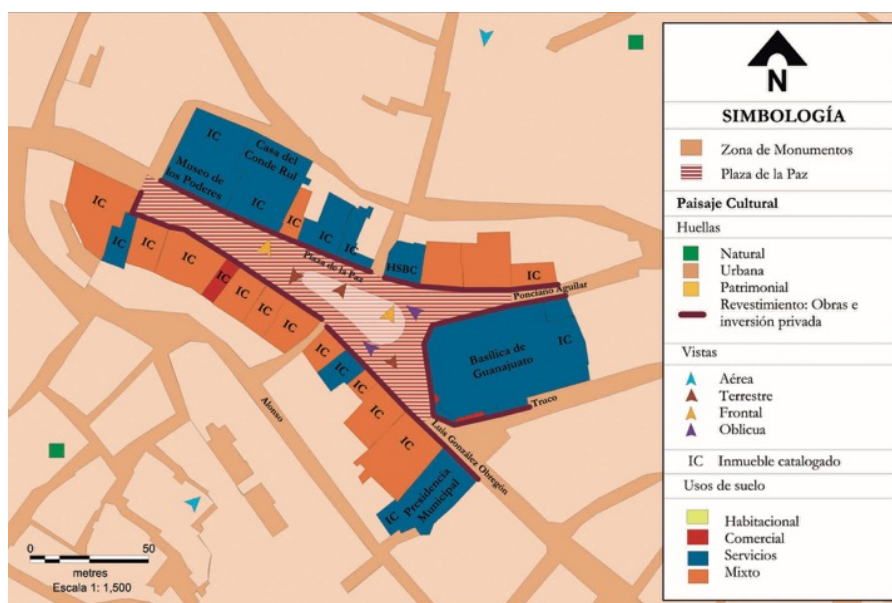 IC
Casa del
Conde Rul
Museo de
los Poderes
IC
IC
IC
IC
IC
IC
IC
IC
IC
Plaza de la Paz
HSBC
IC
Ponciano Aguilar
IC
IC
IC
IC
Basílica de
Guanajuato
IC
IC
IC
IC
IC
IC
Truco
Alonso
Luis González Obregón
Presidencia
Municipal
IC
0 50
metres
Escala 1: 1,500
N
SIMBOLOGÍA
Zona de Monumentos
Plaza de la Paz
Paisaje Cultural
Huellas
Natural
Urbana
Patrimonial
Revestimiento: Obras e
inversión privada
Vistas
Aérea
Terrestre
Frontal
Oblicua
IC Inmueble catalogado
Usos de suelo
Habitacional
Comercial
Servicios
Mixto